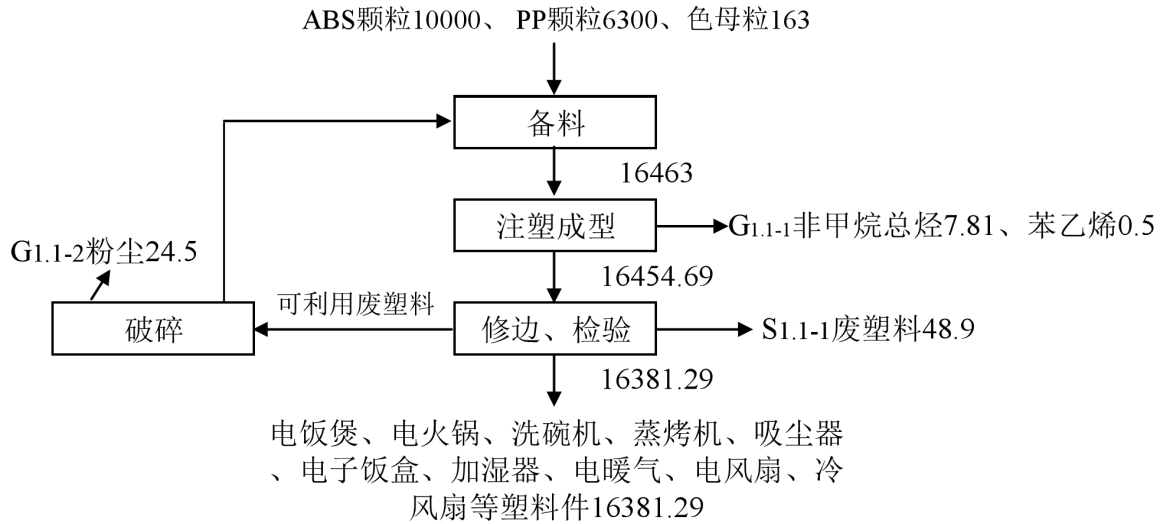 ABS颗粒10000、 PP颗粒6300、色母粒163
备料
16463
注塑成型
G1.1-1非甲烷总烃7.81、苯乙烯0.5
G1.1-2粉尘24.5
16454.69
可利用废塑料
破碎
修边、检验
S1.1-1废塑料48.9
16381.29
电饭煲、电火锅、洗碗机、蒸烤机、吸尘器
、电子饭盒、加湿器、电暖气、电风扇、冷
风扇等塑料件16381.29